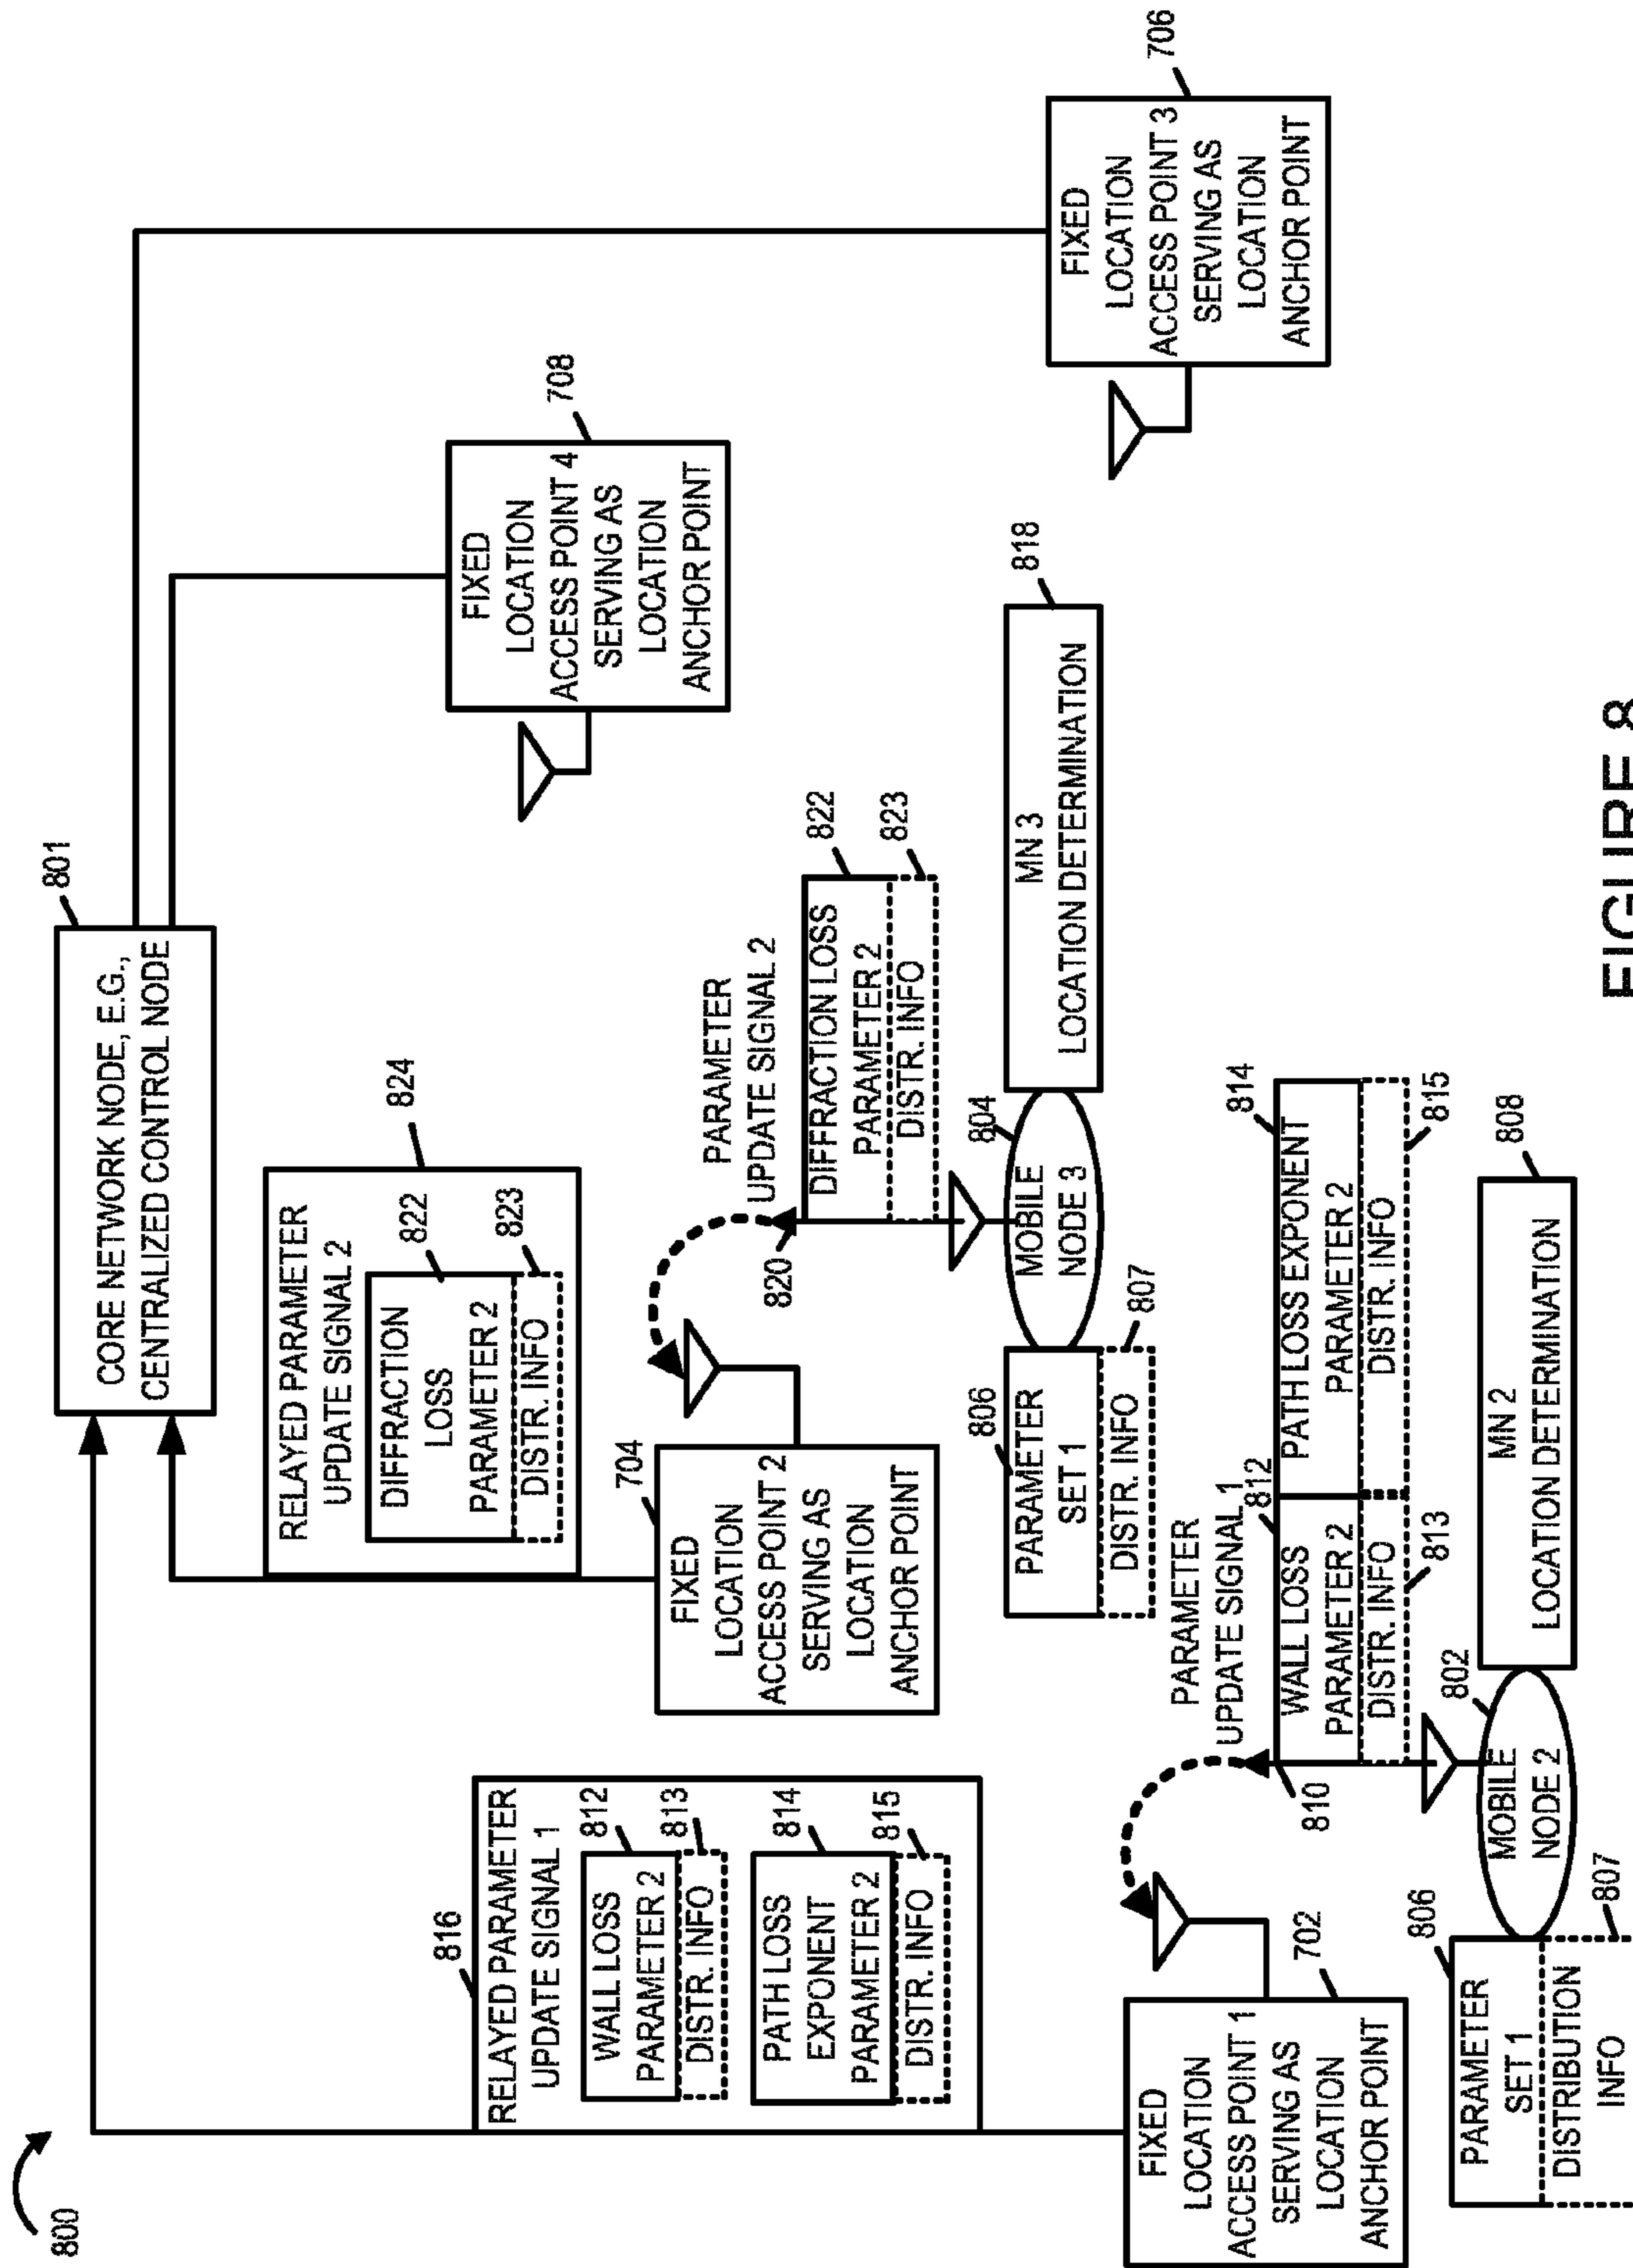 800
CORE NETWORK NODE, E.G.,
CENTRALIZED CONTROL NODE
801
816
RELAYED PARAMETER
UPDATE SIGNAL 1
WALL LOSS
PARAMETER 2
812
DISTR. INFO
813
PATH LOSS
EXPONENT
PARAMETER 2
814
DISTR. INFO
815
RELAYED PARAMETER
UPDATE SIGNAL 2
824
DIFFRACTION
LOSS
PARAMETER 2
822
DISTR. INFO
823
704
FIXED
LOCATION
ACCESS POINT 2
SERVING AS
LOCATION
ANCHOR POINT
PARAMETER
UPDATE SIGNAL 2
820
DIFFRACTION LOSS
PARAMETER 2
822
DISTR. INFO
823
FIXED
LOCATION
ACCESS POINT 4
SERVING AS
LOCATION
ANCHOR POINT
708
FIXED
LOCATION
ACCESS POINT 3
SERVING AS
LOCATION
ANCHOR POINT
706
806
PARAMETER
SET 1
DISTR. INFO
807
804
MOBILE
NODE 3
MN 3
LOCATION DETERMINATION
818
FIXED
LOCATION
ACCESS POINT 1
SERVING AS
LOCATION
ANCHOR POINT
702
PARAMETER
UPDATE SIGNAL 1
810
812
WALL LOSS
PARAMETER 2
DISTR. INFO
813
PATH LOSS EXPONENT
PARAMETER 2
814
DISTR. INFO
815
806
PARAMETER
SET 1
DISTRIBUTION
INFO
807
802
MOBILE
NODE 2
MN 2
LOCATION DETERMINATION
808
FIGURE 8